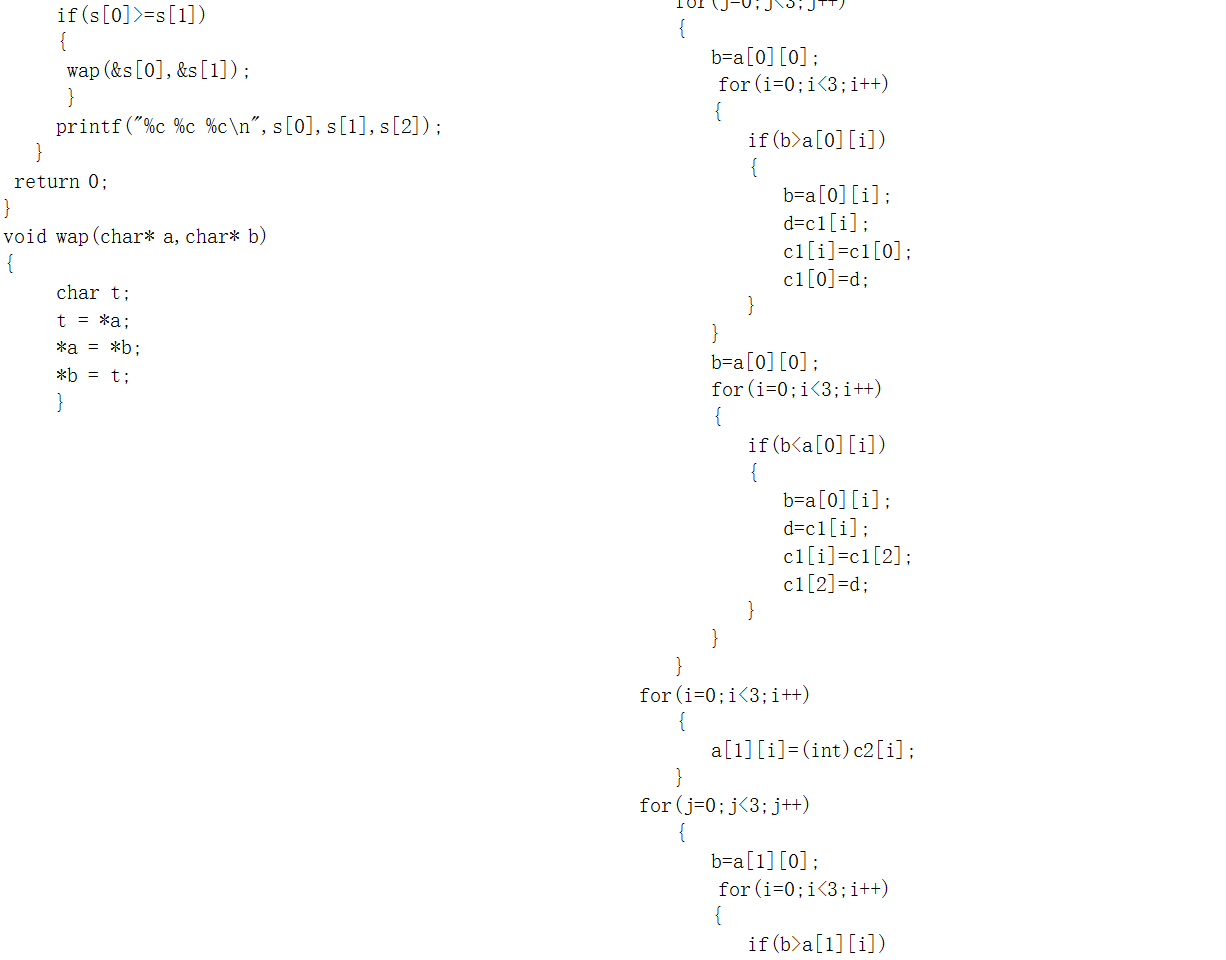 if(s[0]>=s[1])
{
wap(&s[0],&s[1]);
}
printf("%c %c %c\n",s[0],s[1],s[2]);
}
return 0;
}
void wap(char* a,char* b)
{
char t;
t = *a;
*a = *b;
*b = t;
}
for(j=0;j<3;j++)
{
b=a[0][0];
for(i=0;i<3;i++)
{
if(b>a[0][i])
{
b=a[0][i];
d=c1[i];
c1[i]=c1[0];
c1[0]=d;
}
}
b=a[0][0];
for(i=0;i<3;i++)
{
if(b<a[0][i])
{
b=a[0][i];
d=c1[i];
c1[i]=c1[2];
c1[2]=d;
}
}
}
for(i=0;i<3;i++)
{
a[1][i]=(int)c2[i];
}
for(j=0;j<3;j++)
{
b=a[1][0];
for(i=0;i<3;i++)
{
if(b>a[1][i])